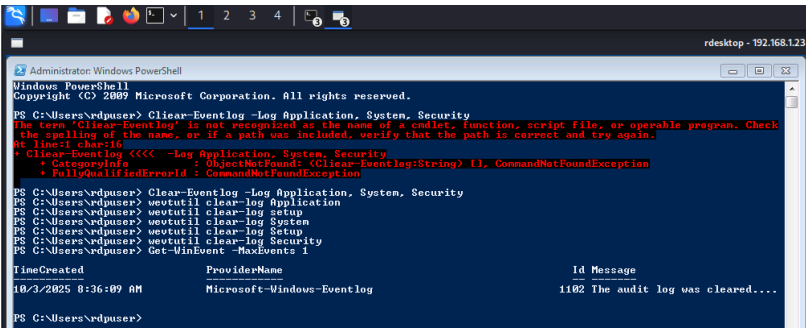 1 2 3 4
rdesktop - 192.168.1.23
Administrator: Windows PowerShell
Windows PowerShell
Copyright (C) 2009 Microsoft Corporation. All rights reserved.
PS C:\Users\rdpuser> Cliear-Eventlog -Log Application, System, Security
The term 'Cliear-Eventlog' is not recognized as the name of a cmdlet, function, script file, or operable program. Check
the spelling of the name, or if a path was included, verify that the path is correct and try again.
At line:1 char:16
+ Cliear-Eventlog <<<<  -Log Application, System, Security
+ CategoryInfo : ObjectNotFound: (Cliear-Eventlog:String) [], CommandNotFoundException
+ FullyQualifiedErrorId : CommandNotFoundException
PS C:\Users\rdpuser> Clear-Eventlog -Log Application, System, Security
PS C:\Users\rdpuser> wevtutil clear-log Application
PS C:\Users\rdpuser> wevtutil clear-log setup
PS C:\Users\rdpuser> wevtutil clear-log System
PS C:\Users\rdpuser> wevtutil clear-log Setup
PS C:\Users\rdpuser> wevtutil clear-log Security
PS C:\Users\rdpuser> Get-WinEvent -MaxEvents 1
TimeCreated ProviderName Id Message
10/3/2025 8:36:09 AM Microsoft-Windows-Eventlog 1102 The audit log was cleared....
PS C:\Users\rdpuser>